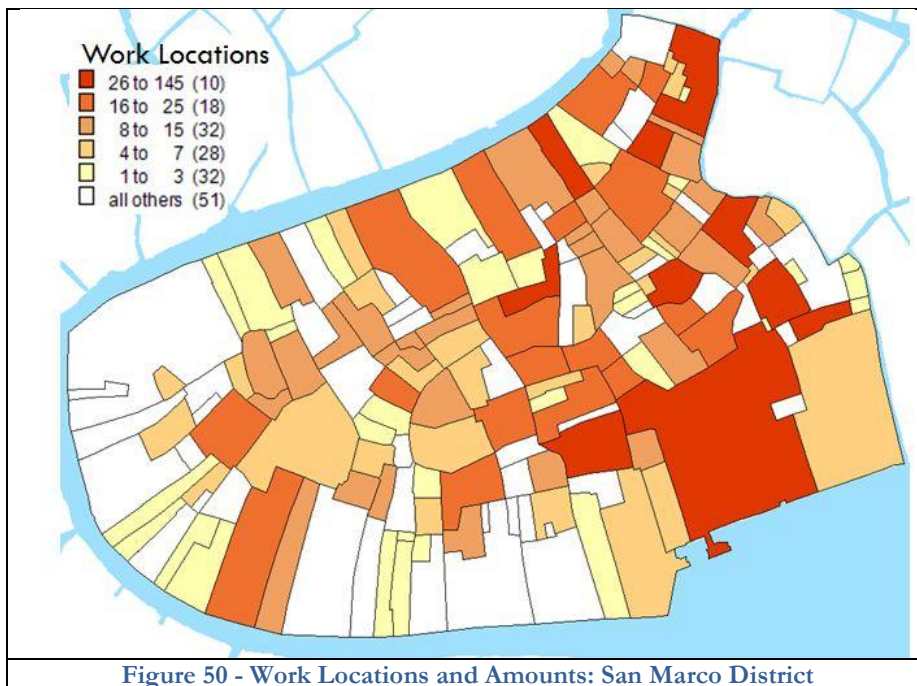 Work Locations
26 to 145 (10)
16 to 25 (18)
8 to 15 (32)
4 to 7 (28)
1 to 3 (32)
all others (51)
Figure 50 - Work Locations and Amounts: San Marco District